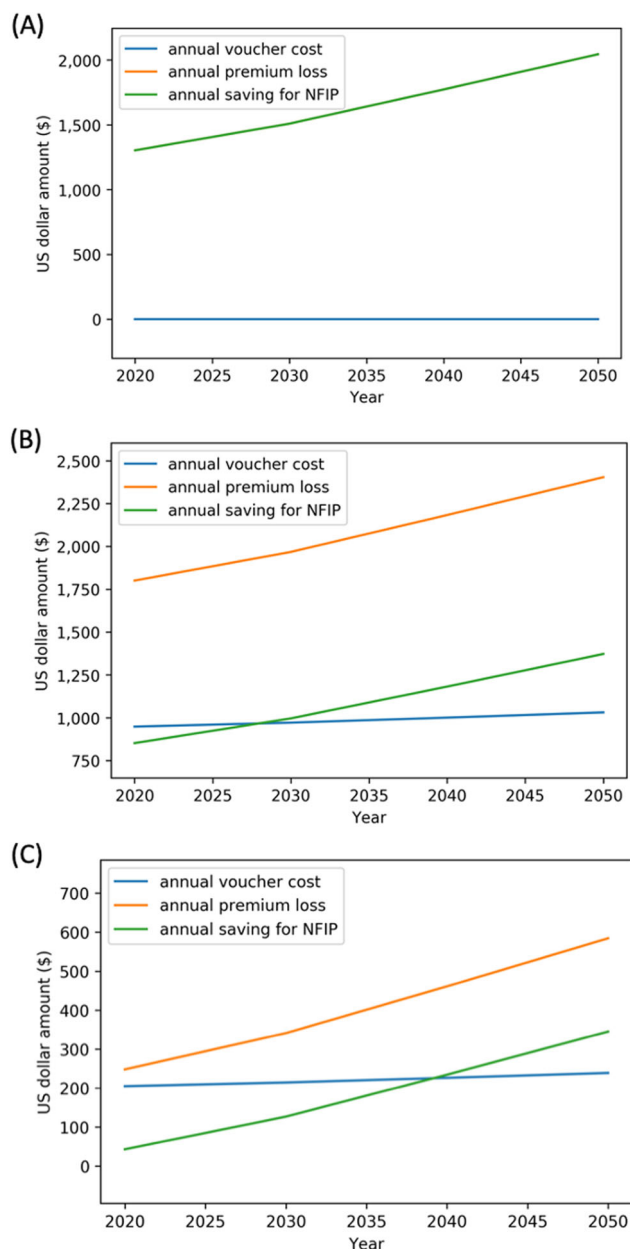 (A)
annual voucher cost
annual premium loss
annual saving for NFIP
US dollar amount ($)
2,000
1,500
1,000
500
0
2020 2025 2030 2035 2040 2045 2050
Year
(B)
annual voucher cost
annual premium loss
annual saving for NFIP
US dollar amount ($)
2,500
2,250
2,000
1,750
1,500
1,250
1,000
750
2020 2025 2030 2035 2040 2045 2050
Year
(C)
annual voucher cost
annual premium loss
annual saving for NFIP
US dollar amount ($)
700
600
500
400
300
200
100
0
2020 2025 2030 2035 2040 2045 2050
Year